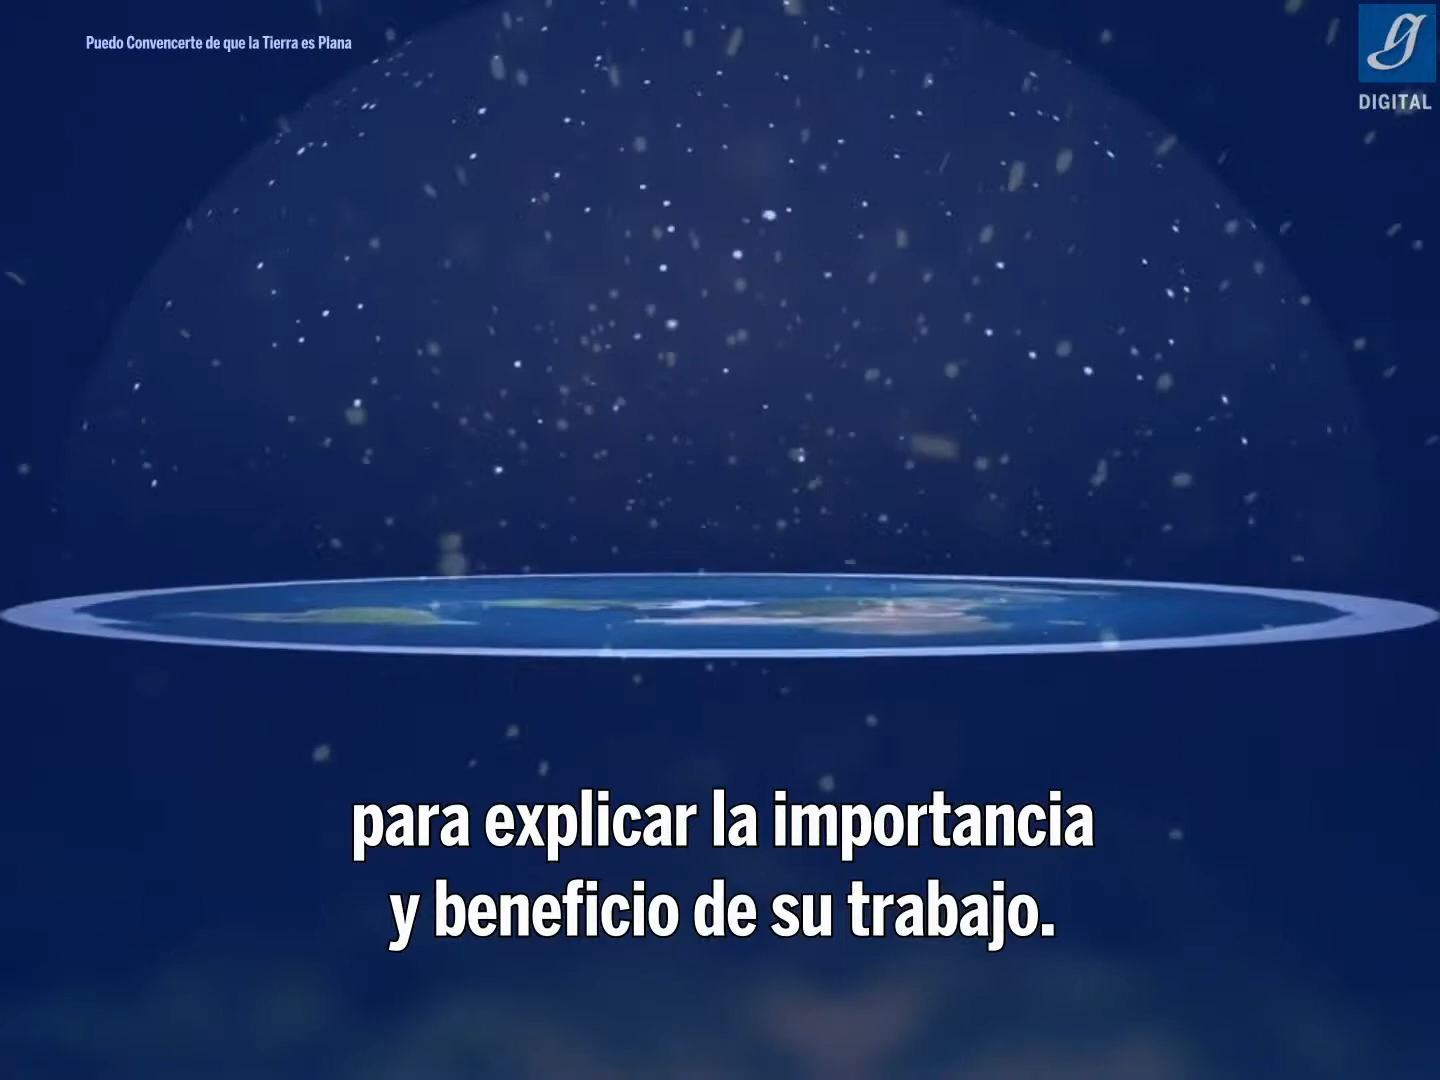 Puedo Convencerte de que la Tierra es Plana
g
DIGITAL
para explicar la importancia
y beneficio de su trabajo.